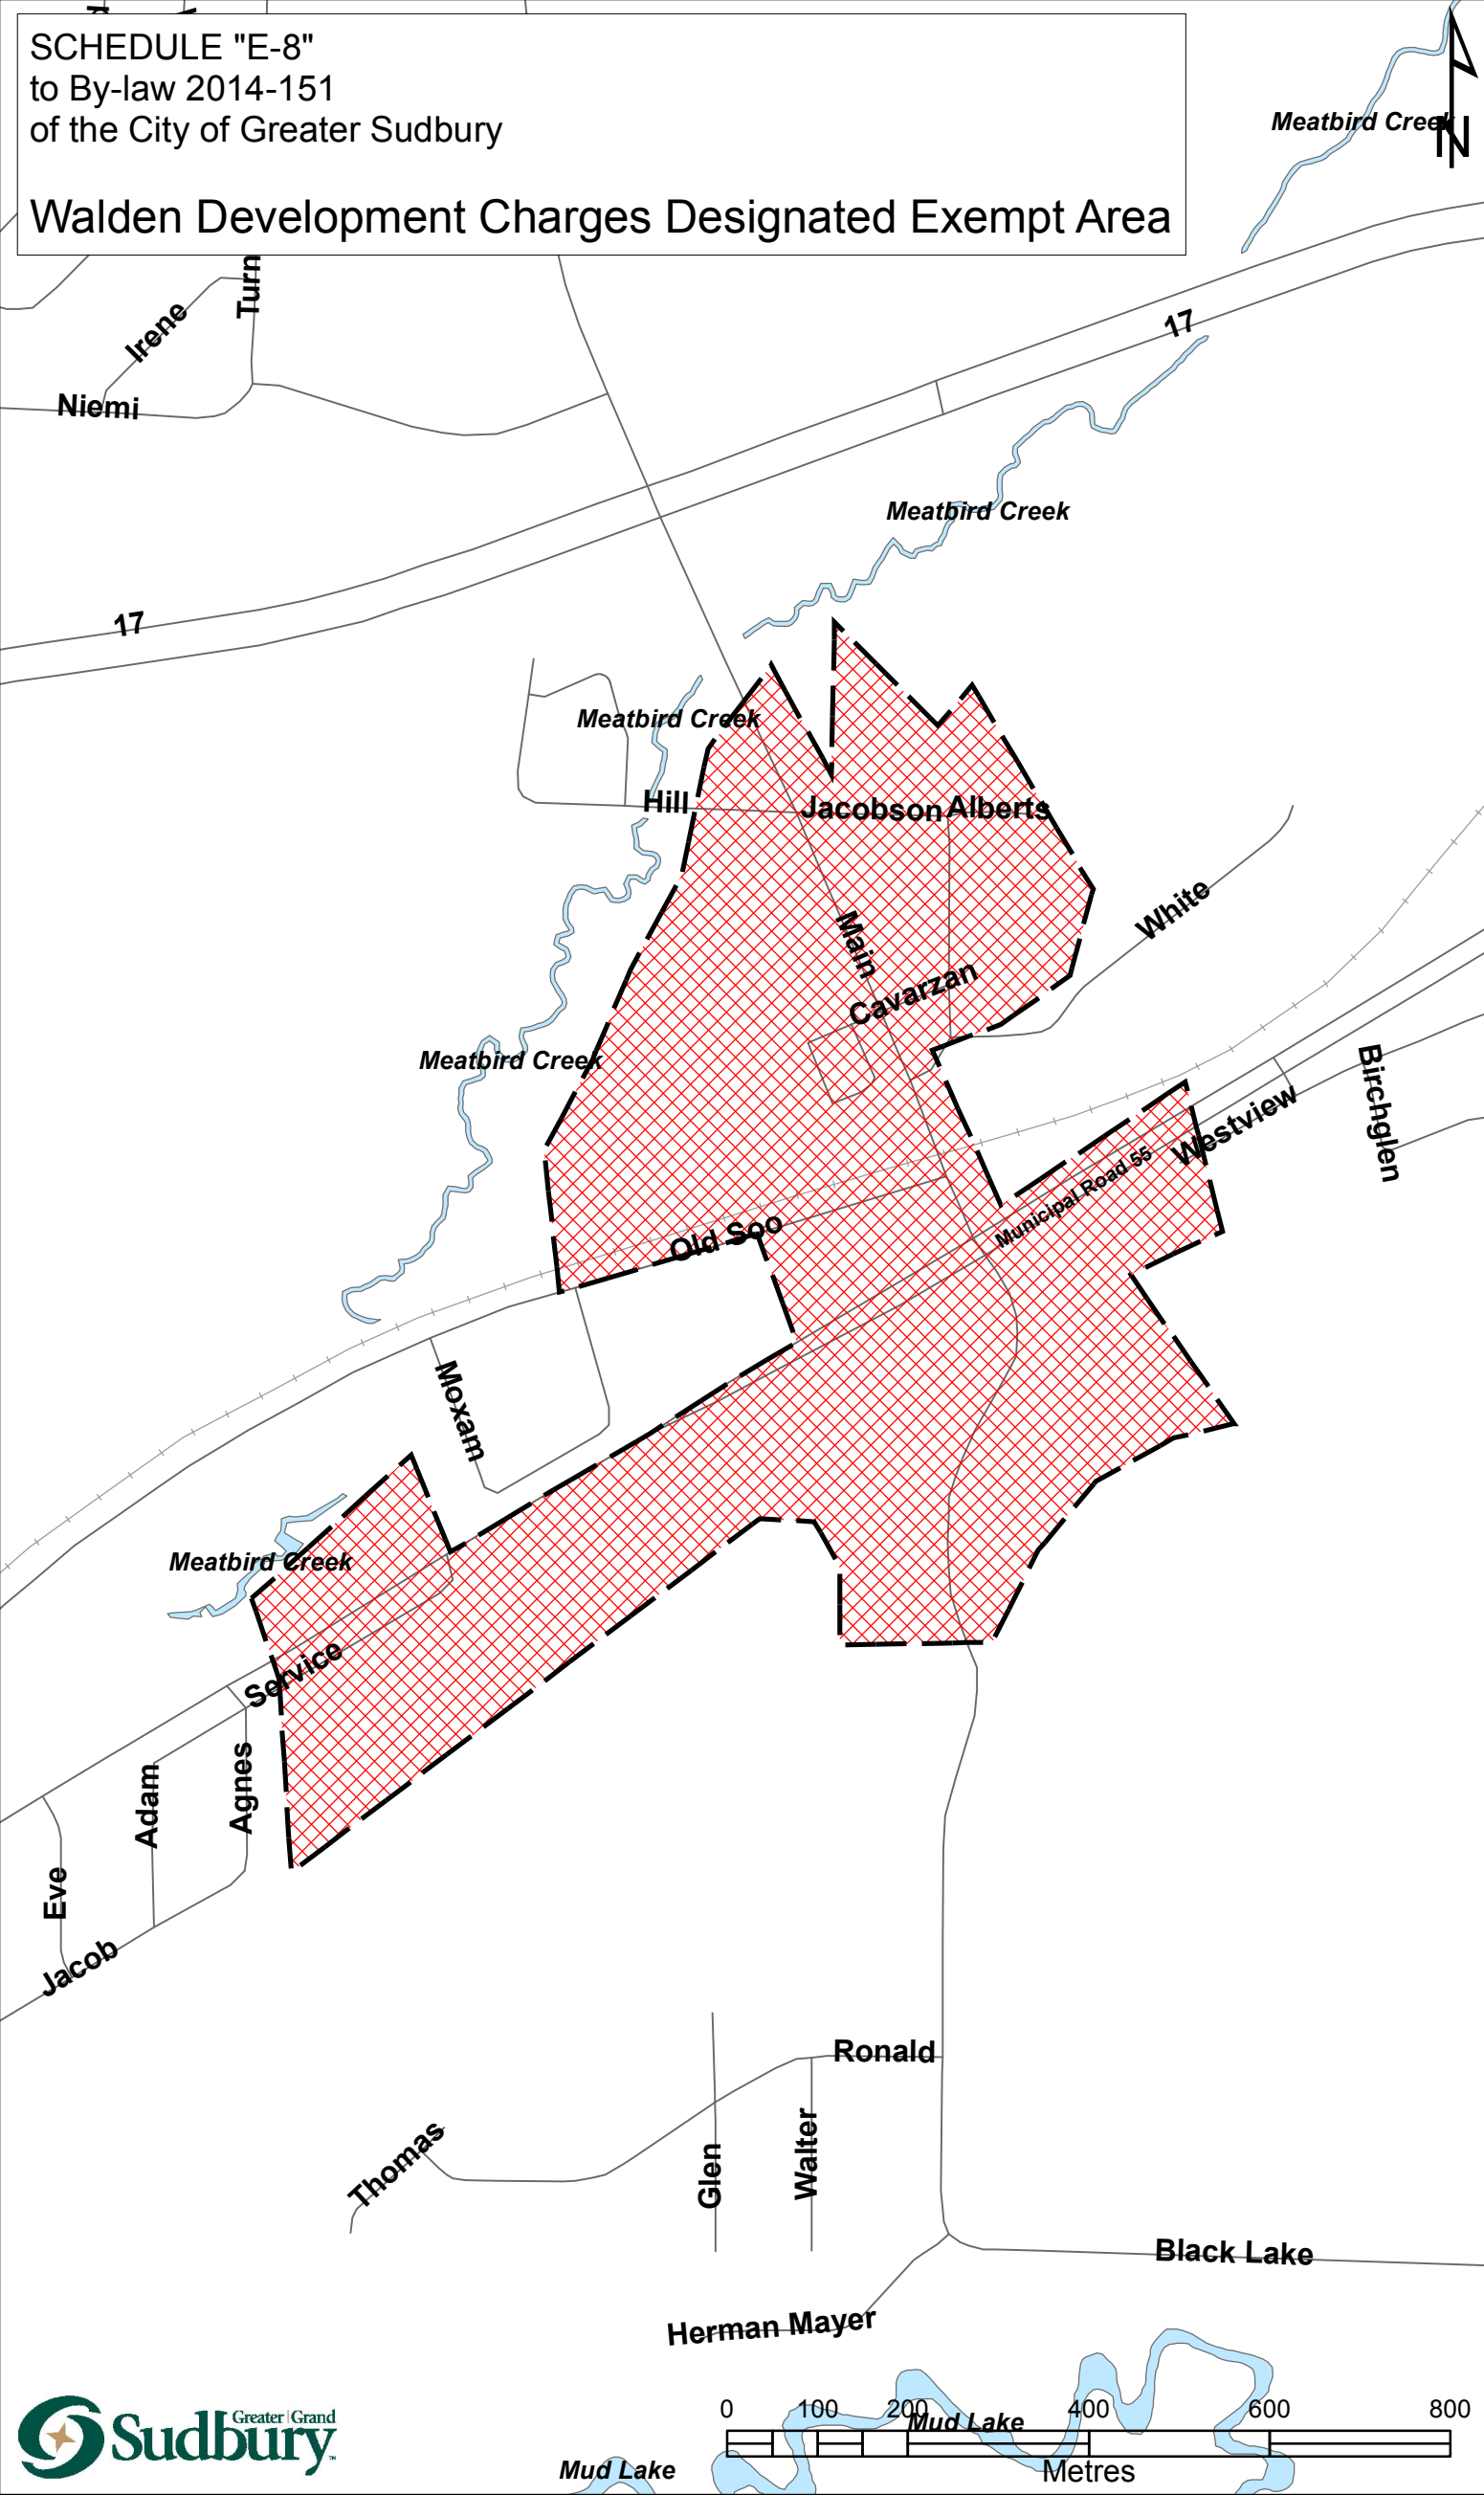 SCHEDULE "E-8"
to By-law 2014-151
of the City of Greater Sudbury
Walden Development Charges Designated Exempt Area
Meatbird Creek
N
Turn
Irene
17
Niemi
Meatbird Creek
17
Meatbird Creek
Hill
Jacobson
Alberts
White
Main
Cavarzan
Meatbird Creek
Birchglen
Westview
Municipal Road 55
Old Soo
Moxam
Meatbird Creek
Service
Adam
Agnes
Eve
Jacob
Ronald
Thomas
Glen
Walter
Black Lake
Herman Mayer
0 100 200 400 600 800
Mud Lake
Metres
Mud Lake
Greater | Grand
Sudbury